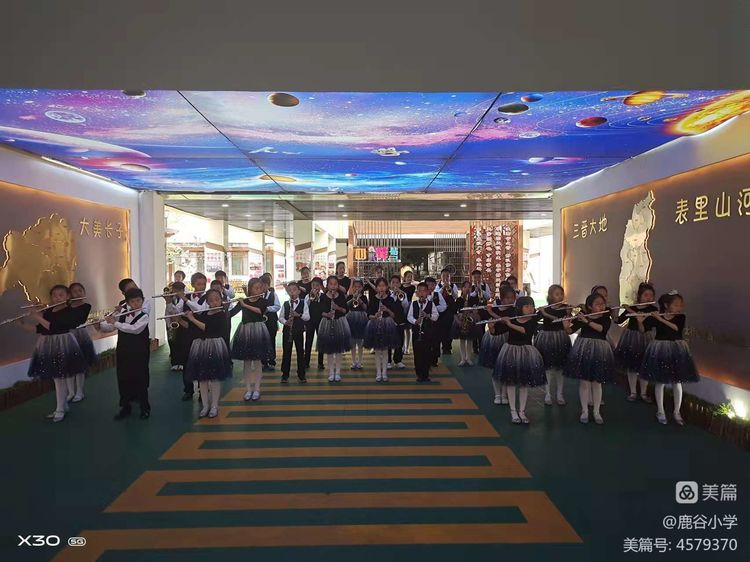 大美长子
三晋大地
表里山河
美篇
@鹿谷小学
美篇号: 4579370
X30 5G